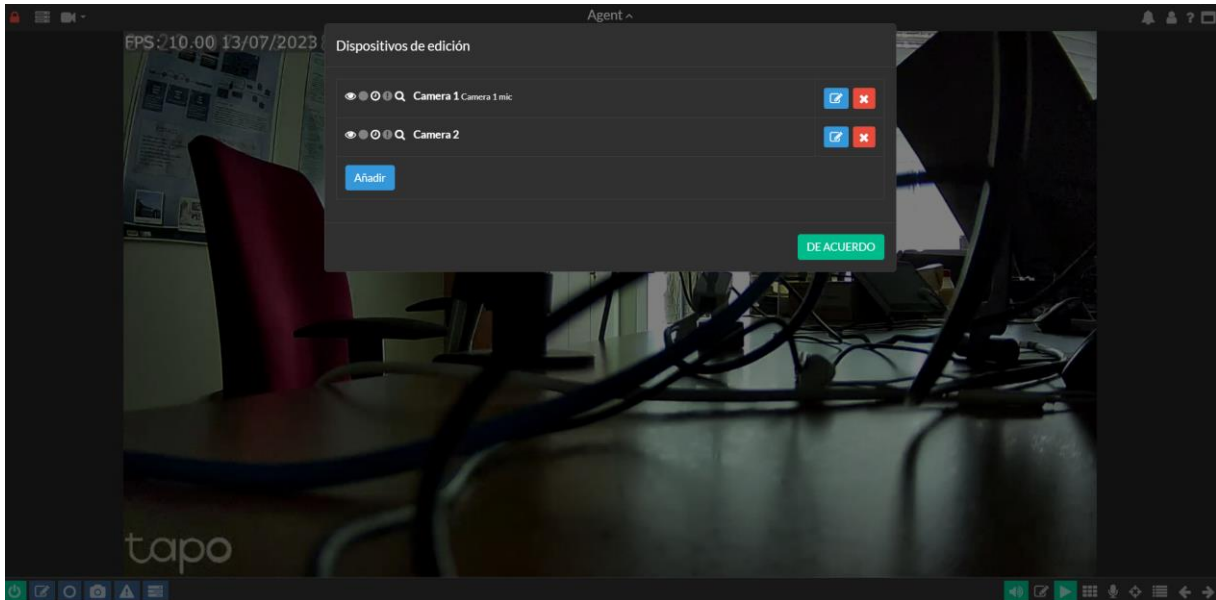 Agent
FPS: 10.00 13/07/2023
Dispositivos de edición
Camera 1 Camera 1 mic
Camera 2
Añadir
DE ACUERDO
tapo